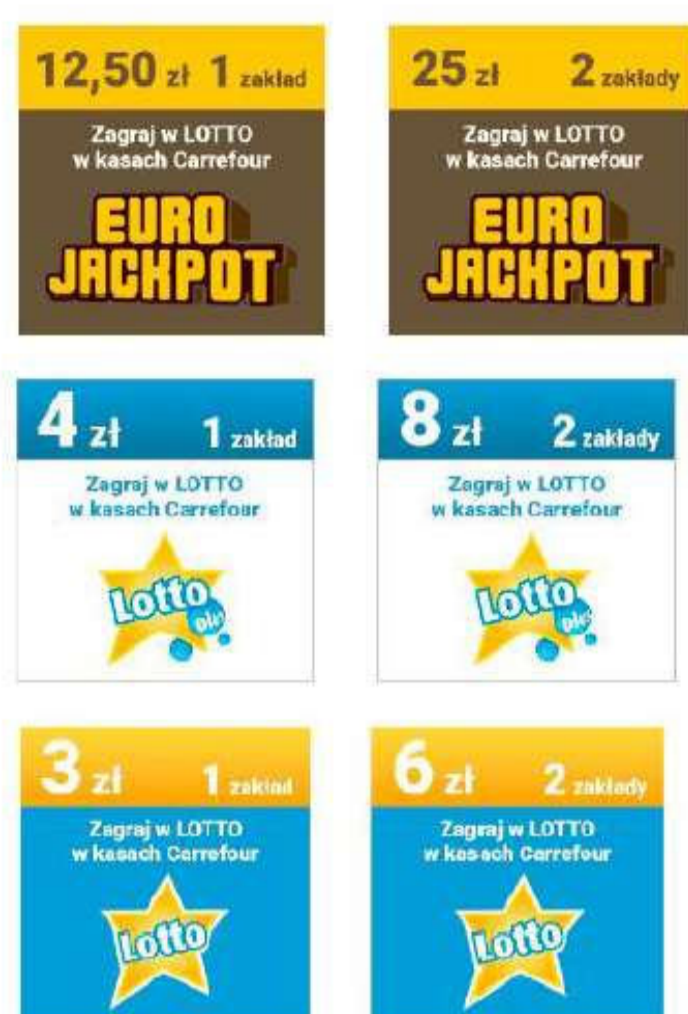 12,50 zł 1 zakład
Zagraj w LOTTO
w kasach Carrefour
EURO
JACKPOT
25 zł 2 zakłady
Zagraj w LOTTO
w kasach Carrefour
EURO
JACKPOT
4 zł 1 zakład
Zagraj w LOTTO
w kasach Carrefour
Lotto
plus
8 zł 2 zakłady
Zagraj w LOTTO
w kasach Carrefour
Lotto
plus
3 zł 1 zakład
Zagraj w LOTTO
w kasach Carrefour
Lotto
6 zł 2 zakłady
Zagraj w LOTTO
w kasach Carrefour
Lotto